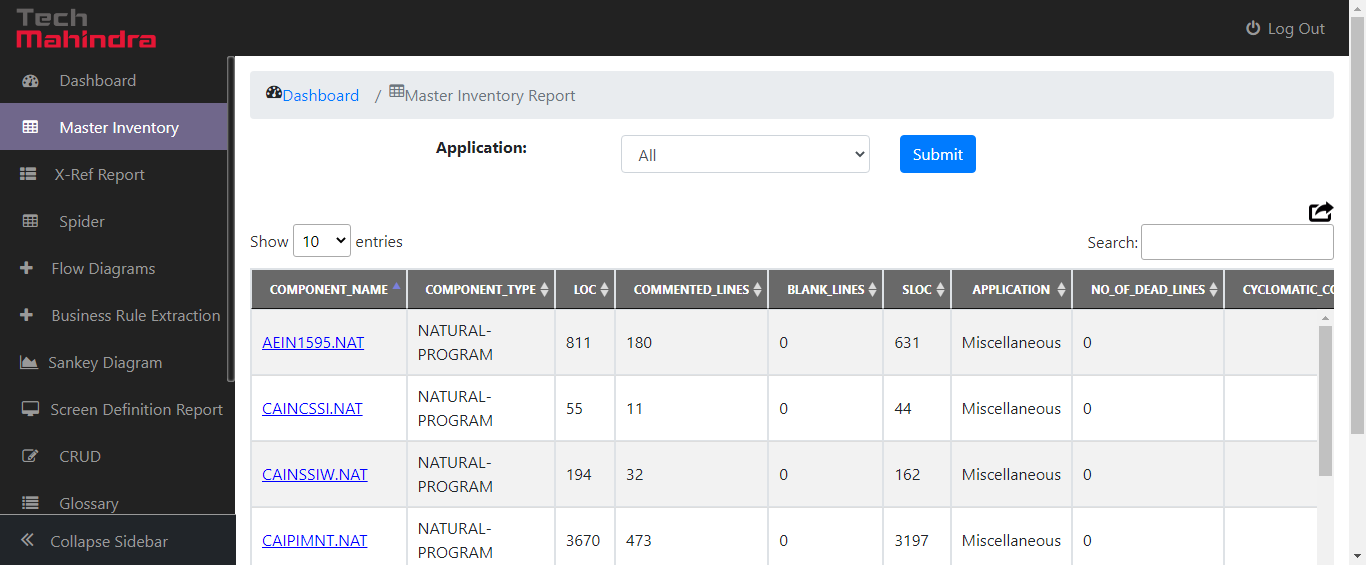 Tech
Mahindra
Log Out
Dashboard
Master Inventory
X-Ref Report
Spider
Flow Diagrams
Business Rule Extraction
Sankey Diagram
Screen Definition Report
CRUD
Glossary
Collapse Sidebar
Dashboard / Master Inventory Report
Application: All Submit
Show 10 entries Search:
COMPONENT_NAME COMPONENT_TYPE LOC COMMENTED_LINES BLANK_LINES SLOC APPLICATION NO_OF_DEAD_LINES CYCLOMATIC_CO
AEIN1595.NAT NATURAL-PROGRAM 811 180 0 631 Miscellaneous 0
CAINCSSI.NAT NATURAL-PROGRAM 55 11 0 44 Miscellaneous 0
CAINSSIW.NAT NATURAL-PROGRAM 194 32 0 162 Miscellaneous 0
CAIPIMNT.NAT NATURAL-PROGRAM 3670 473 0 3197 Miscellaneous 0